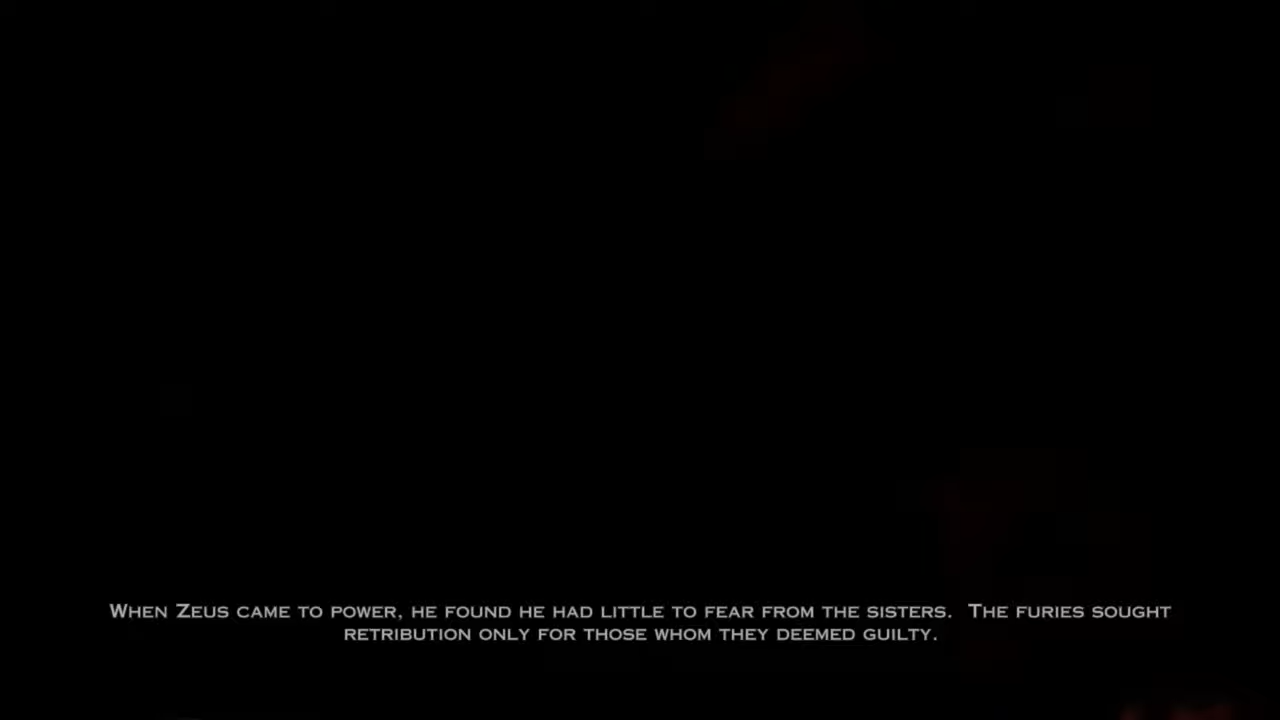 When Zeus came to power, he found he had little to fear from the sisters.  The Furies sought
retribution only for those whom they deemed guilty.